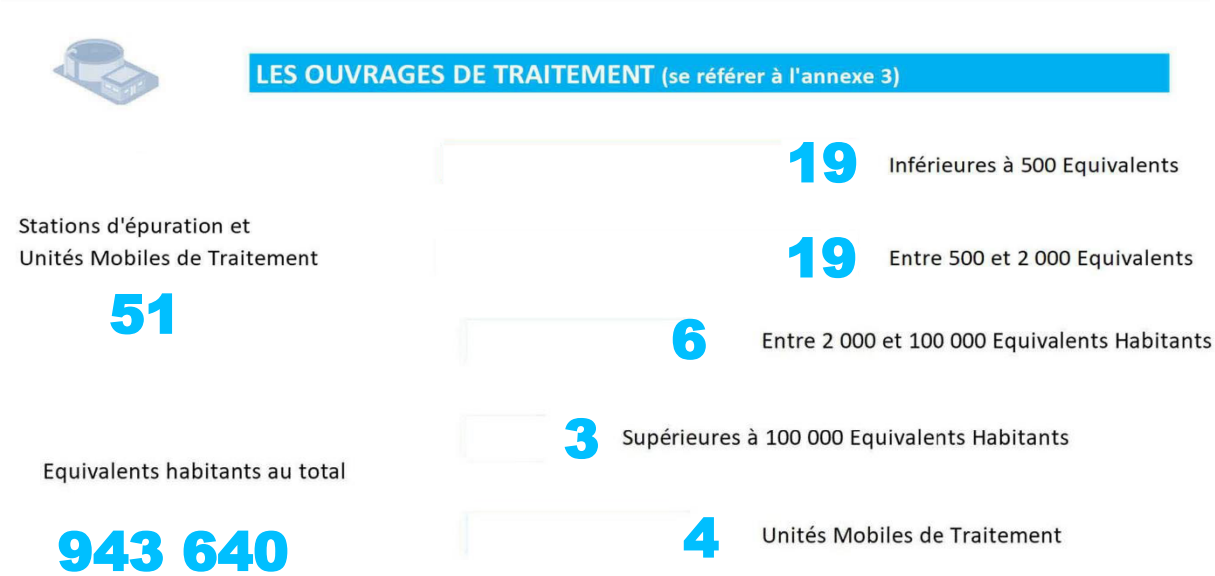 LES OUVRAGES DE TRAITEMENT (se référer à l'annexe 3)
19 Inférieures à 500 Equivalents
Stations d'épuration et
Unités Mobiles de Traitement
51
19 Entre 500 et 2 000 Equivalents
6 Entre 2 000 et 100 000 Equivalents Habitants
3 Supérieures à 100 000 Equivalents Habitants
Equivalents habitants au total
943 640
4 Unités Mobiles de Traitement